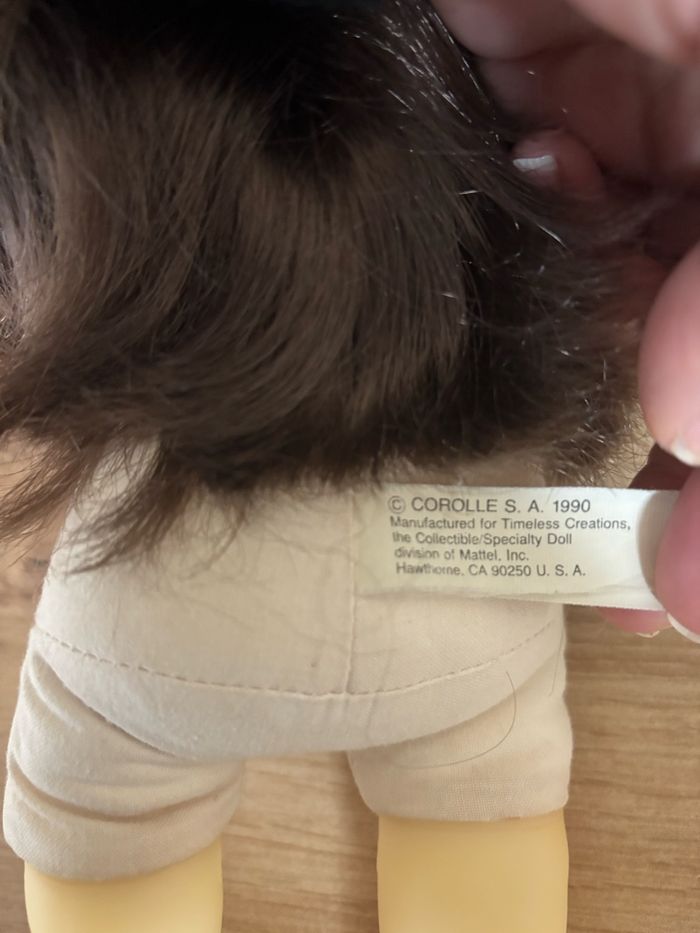 © COROLLE S. A. 1990
Manufactured for Timeless Creations,
the Collectible/Specialty Doll
division of Mattel, Inc.
Hawthorne, CA 90250 U. S. A.